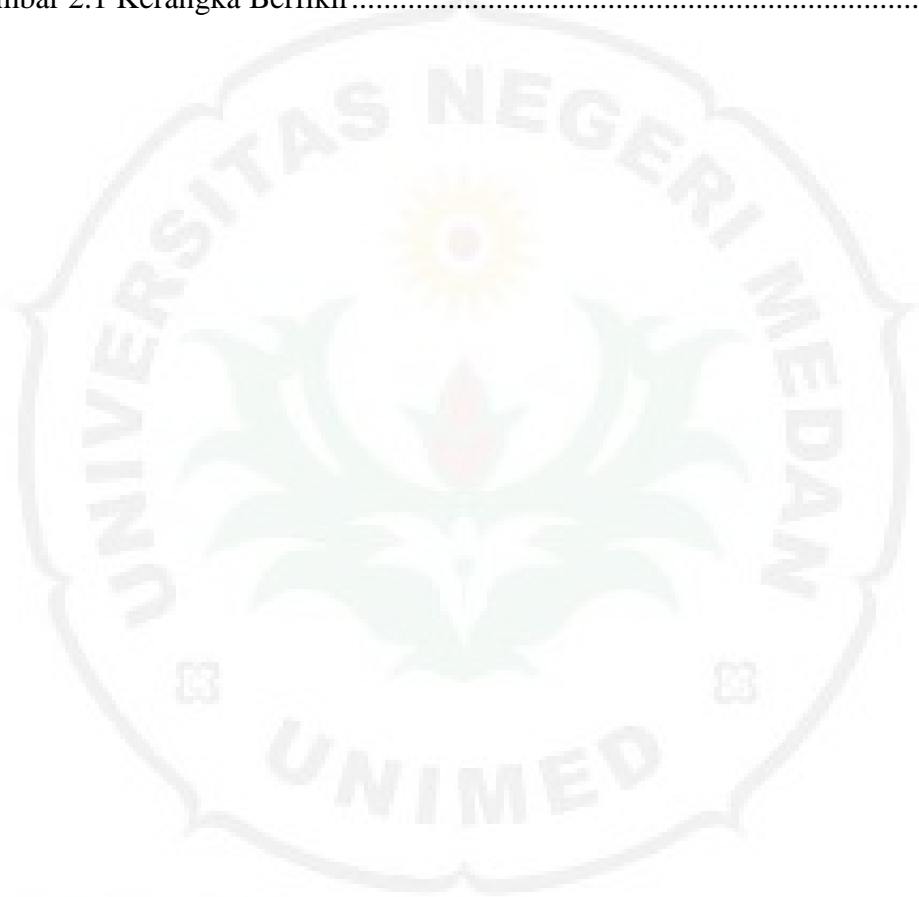 mbar 2.1 Kerangka Berfikir........................................................................
UNIVERSITAS NEGERI MEDAN
UNIMED